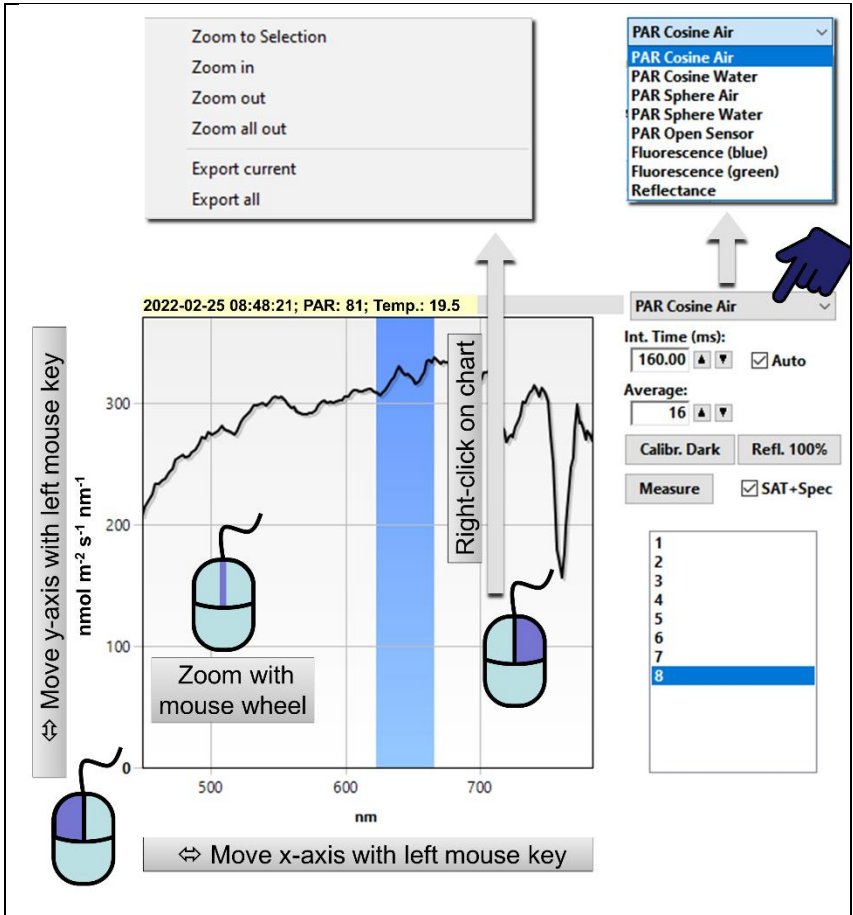 Zoom to Selection
Zoom in
Zoom out
Zoom all out
Export current
Export all
PAR Cosine Air
PAR Cosine Air
PAR Cosine Water
PAR Sphere Air
PAR Sphere Water
PAR Open Sensor
Fluorescence (blue)
Fluorescence (green)
Reflectance
2022-02-25 08:48:21; PAR: 81; Temp.: 19.5
PAR Cosine Air
Int. Time (ms):
160.00
Auto
Average:
16
Calibr. Dark
Refl. 100%
Measure
SAT+Spec
1
2
3
4
5
6
7
8
⇔ Move y-axis with left mouse key
nmol m⁻² s⁻¹ nm⁻¹
300
200
100
0
Right-click on chart
Zoom with
mouse wheel
500
600
700
nm
⇔ Move x-axis with left mouse key